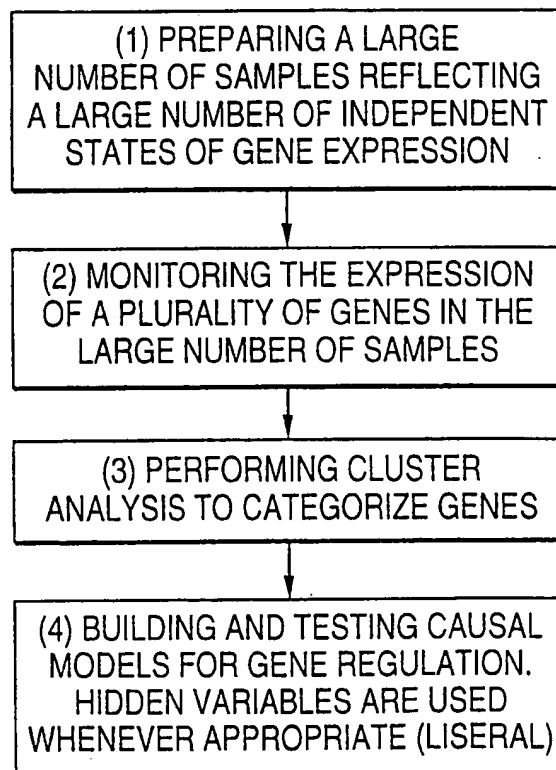 (1) PREPARING A LARGE
NUMBER OF SAMPLES REFLECTING
A LARGE NUMBER OF INDEPENDENT
STATES OF GENE EXPRESSION
(2) MONITORING THE EXPRESSION
OF A PLURALITY OF GENES IN THE
LARGE NUMBER OF SAMPLES
(3) PERFORMING CLUSTER
ANALYSIS TO CATEGORIZE GENES
(4) BUILDING AND TESTING CAUSAL
MODELS FOR GENE REGULATION.
HIDDEN VARIABLES ARE USED
WHENEVER APPROPRIATE (LISERAL)